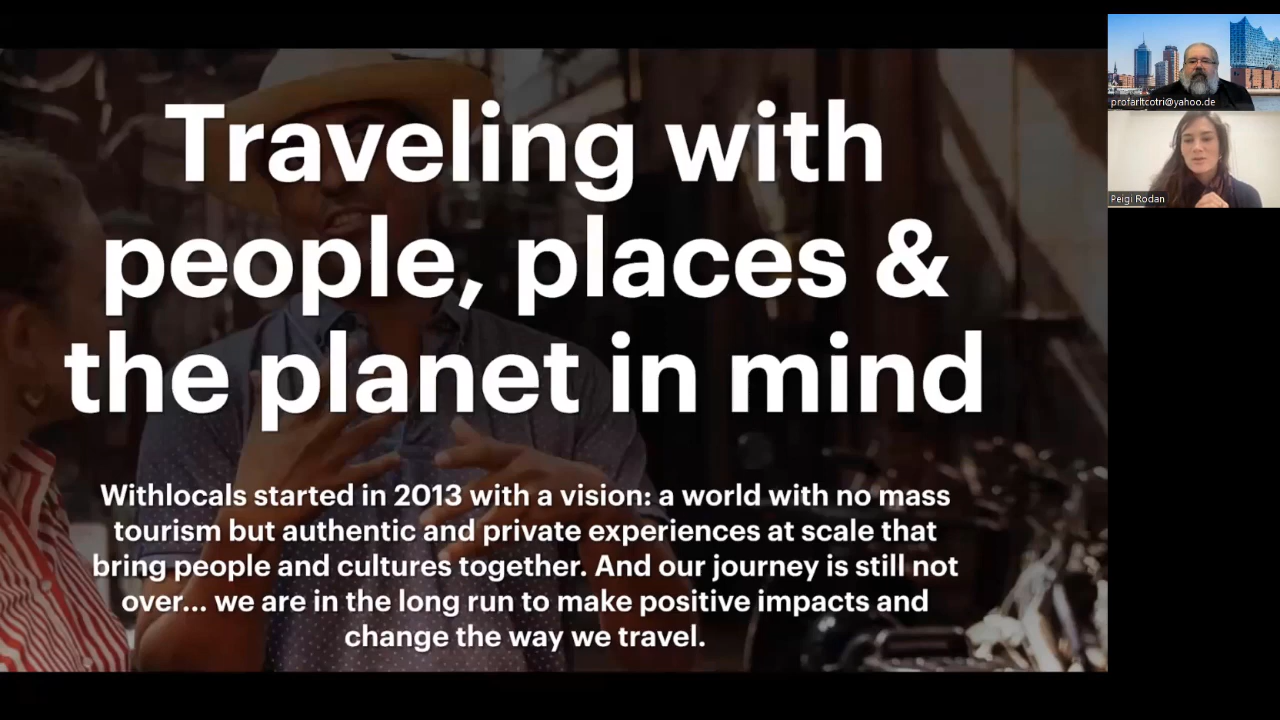 Traveling with
people, places &
the planet in mind
Withlocals started in 2013 with a vision: a world with no mass
tourism but authentic and private experiences at scale that
bring people and cultures together. And our journey is still not
over... we are in the long run to make positive impacts and
change the way we travel.
profarltcotri@yahoo.de
Peigi Rodan